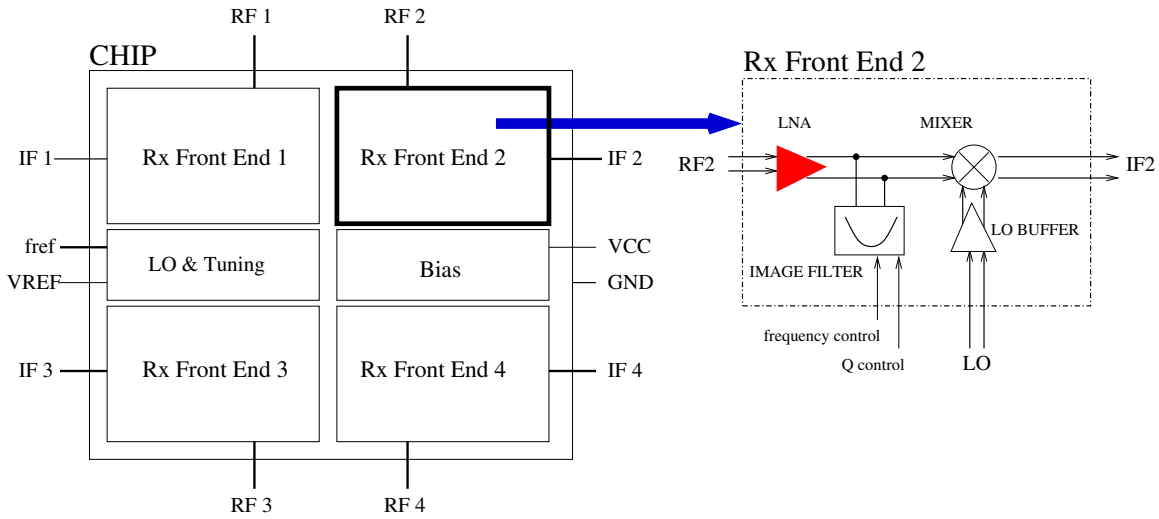 RF 1
RF 2
CHIP
Rx Front End 1
Rx Front End 2
IF 1
IF 2
fref
VREF
LO & Tuning
Bias
VCC
GND
IF 3
Rx Front End 3
Rx Front End 4
IF 4
RF 3
RF 4
Rx Front End 2
LNA
MIXER
RF2
IF2
LO BUFFER
IMAGE FILTER
frequency control
Q control
LO